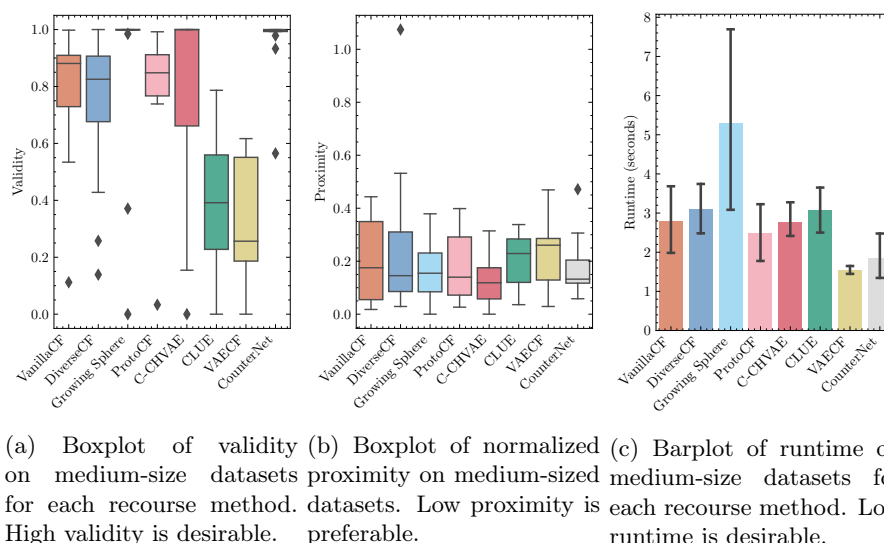 1.0
0.8
0.6
0.4
0.2
0.0
Validity
VanillaCF
DiverseCF
Growing Sphere
ProtoCF
C-CHVAE
CLUE
VAECF
CounterNet
1.0
0.8
0.6
0.4
0.2
0.0
Proximity
VanillaCF
DiverseCF
Growing Sphere
ProtoCF
C-CHVAE
CLUE
VAECF
CounterNet
8
7
6
5
4
3
2
1
0
Runtime (seconds)
VanillaCF
DiverseCF
Growing Sphere
ProtoCF
C-CHVAE
CLUE
VAECF
CounterNet
(a) Boxplot of validity
on medium-size datasets
for each recourse method.
High validity is desirable.
(b) Boxplot of normalized
proximity on medium-sized
datasets. Low proximity is
preferable.
(c) Barplot of runtime o
medium-size datasets fo
each recourse method. Lo
runtime is desirable.